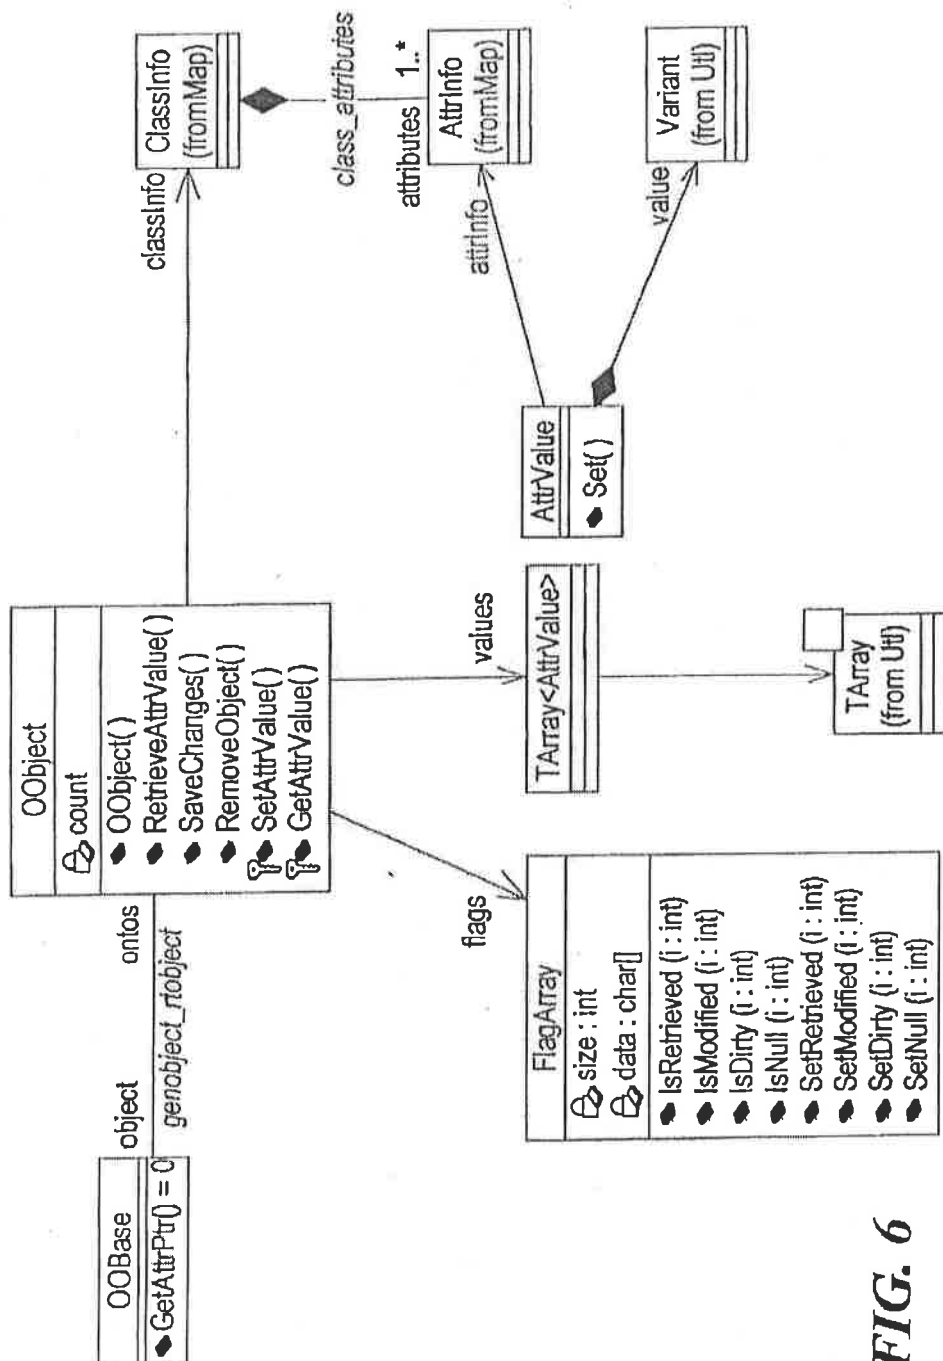 OOBase
GetAttrPtr() = 0
object
ontos
genobject_rtobject
OObject
count
OObject( )
RetrieveAttrValue( )
SaveChanges( )
RemoveObject( )
SetAttrValue( )
GetAttrValue( )
classInfo
ClassInfo
(fromMap)
class_attributes
attributes
1..*
AttrInfo
(fromMap)
attrInfo
value
Variant
(from Utl)
AttrValue
Set( )
values
TArray<AttrValue>
TArray
(from Utl)
flags
FlagArray
size : int
data : char[]
IsRetrieved (i : int)
IsModified (i : int)
IsDirty (i : int)
IsNull (i : int)
SetRetrieved (i : int)
SetModified (i : int)
SetDirty (i : int)
SetNull (i : int)
FIG. 6